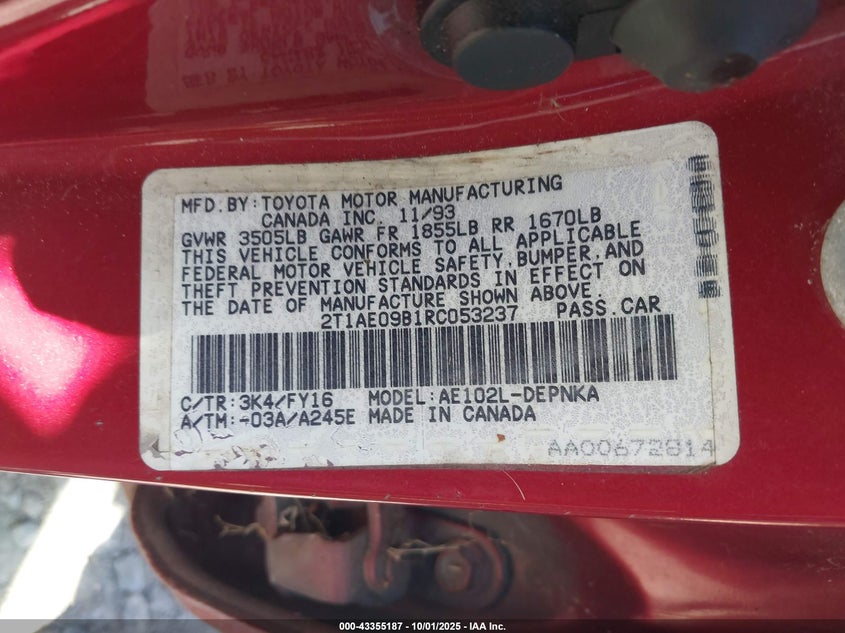 MFD.BY:TOYOTA MOTOR MANUFACTURING
CANADA INC. 11/93
GVWR 3505LB GAWR FR 1855LB RR 1670LB
THIS VEHICLE CONFORMS TO ALL APPLICABLE
FEDERAL MOTOR VEHICLE SAFETY,BUMPER,AND
THEFT PREVENTION STANDARDS IN EFFECT ON
THE DATE OF MANUFACTURE SHOWN ABOVE.
2T1AE09B1RC053237 PASS.CAR
C/TR:3K4/FY16 MODEL:AE102L-DEPNKA
A/TM:-03A/A245E MADE IN CANADA
AA00672814
000-43355187 - 10/01/2025 - IAA Inc.